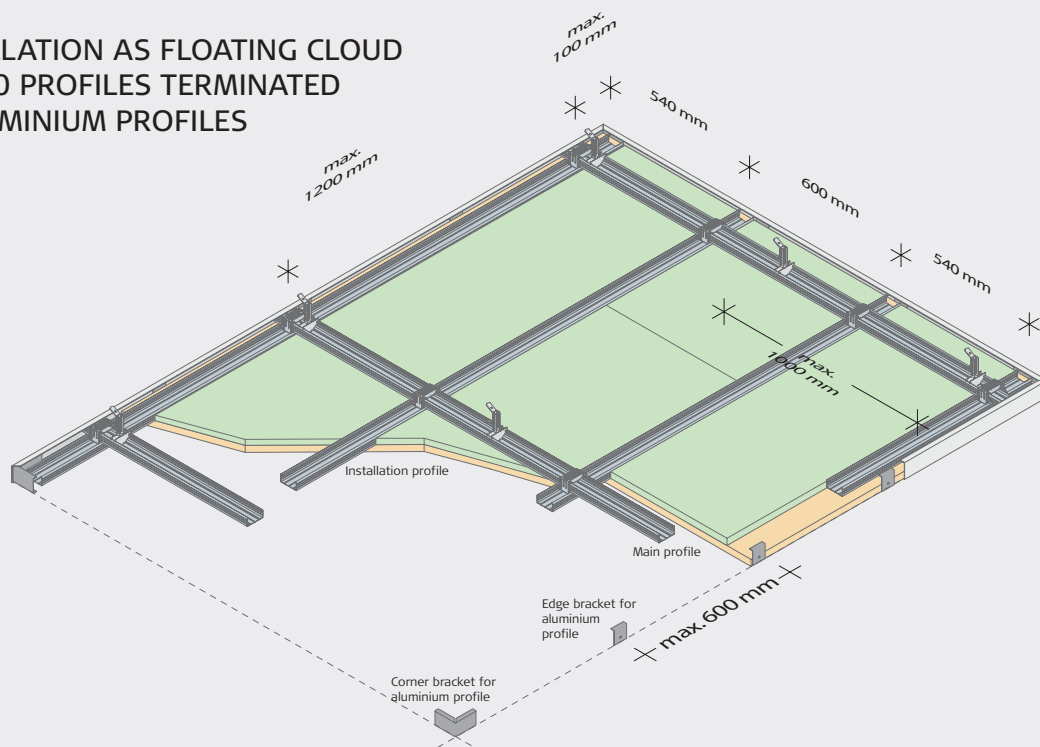 LLATION AS FLOATING CLOUD
0 PROFILES TERMINATED
MINIUM PROFILES
max.
100 mm
540 mm
max.
1200 mm
600 mm
540 mm
max.
1000 mm
Installation profile
Main profile
Edge bracket for
aluminium
profile
max. 600 mm
Corner bracket for
aluminium profile